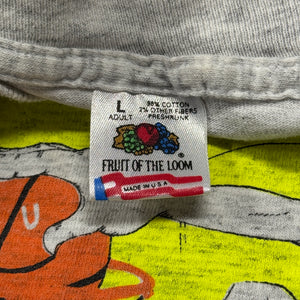 L
ADULT
98% COTTON
2% OTHER FIBERS
PRESHRUNK
FRUIT OF THE LOOM ®
MADE IN U.S.A.